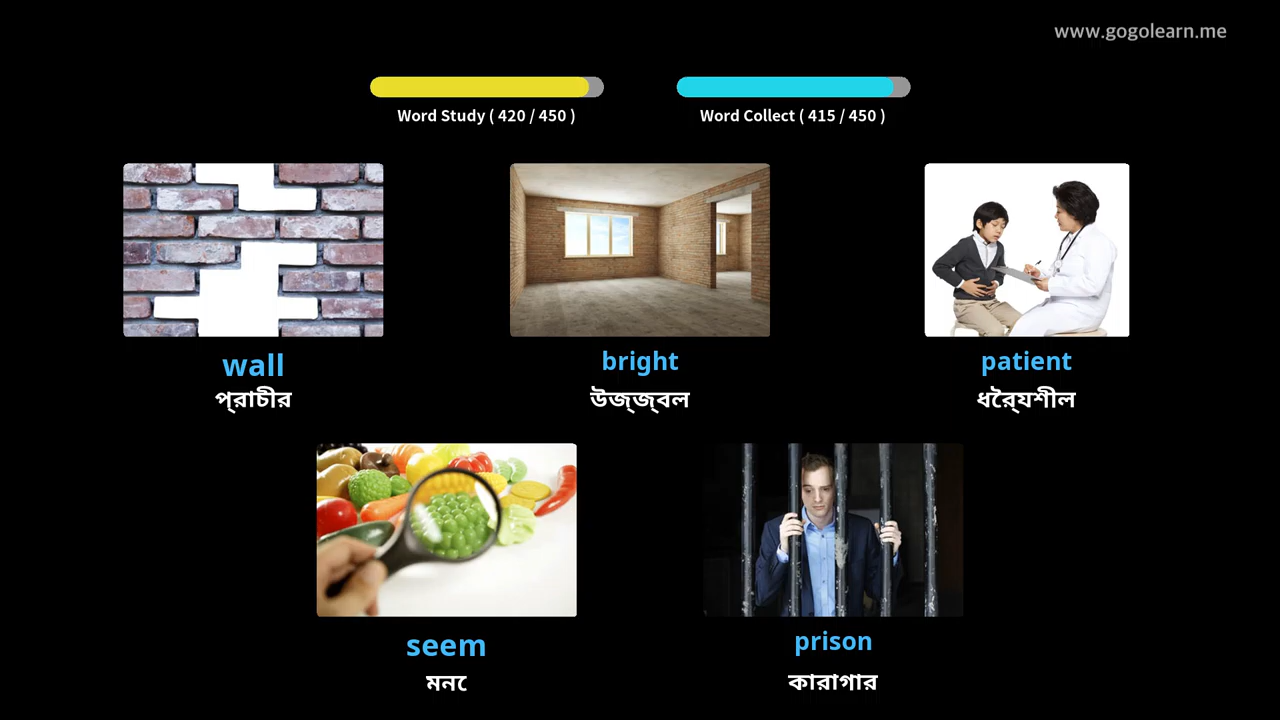 www.gogolearn.me
Word Study ( 420 / 450 )
Word Collect ( 415 / 450 )
wall
প্রাচীর
bright
উজ্জ্বল
patient
ধৈর্যশীল
seem
মনে
prison
কারাগার